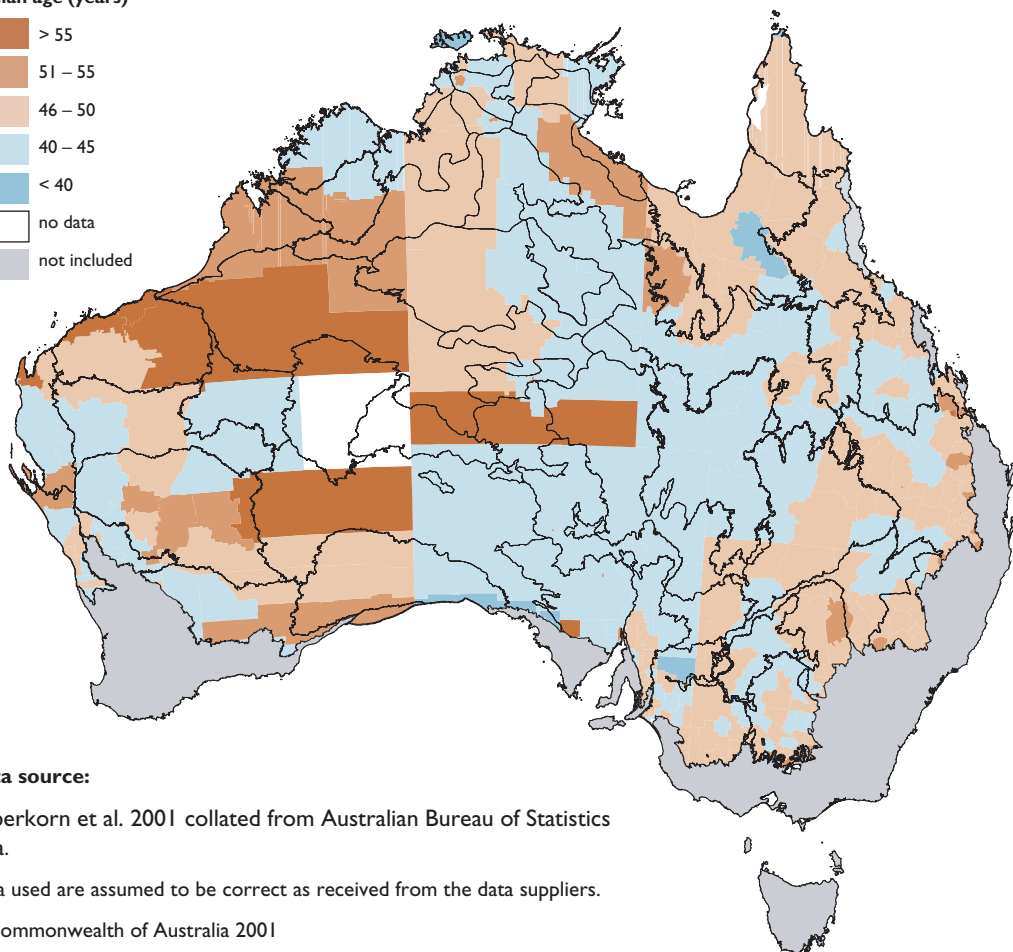 > 55
51 – 55
46 – 50
40 – 45
< 40
no data
not included
source:
et al. 2001 collated from Australian Bureau of Statistics
used are assumed to be correct as received from the data suppliers.
ommonwealth of Australia 2001